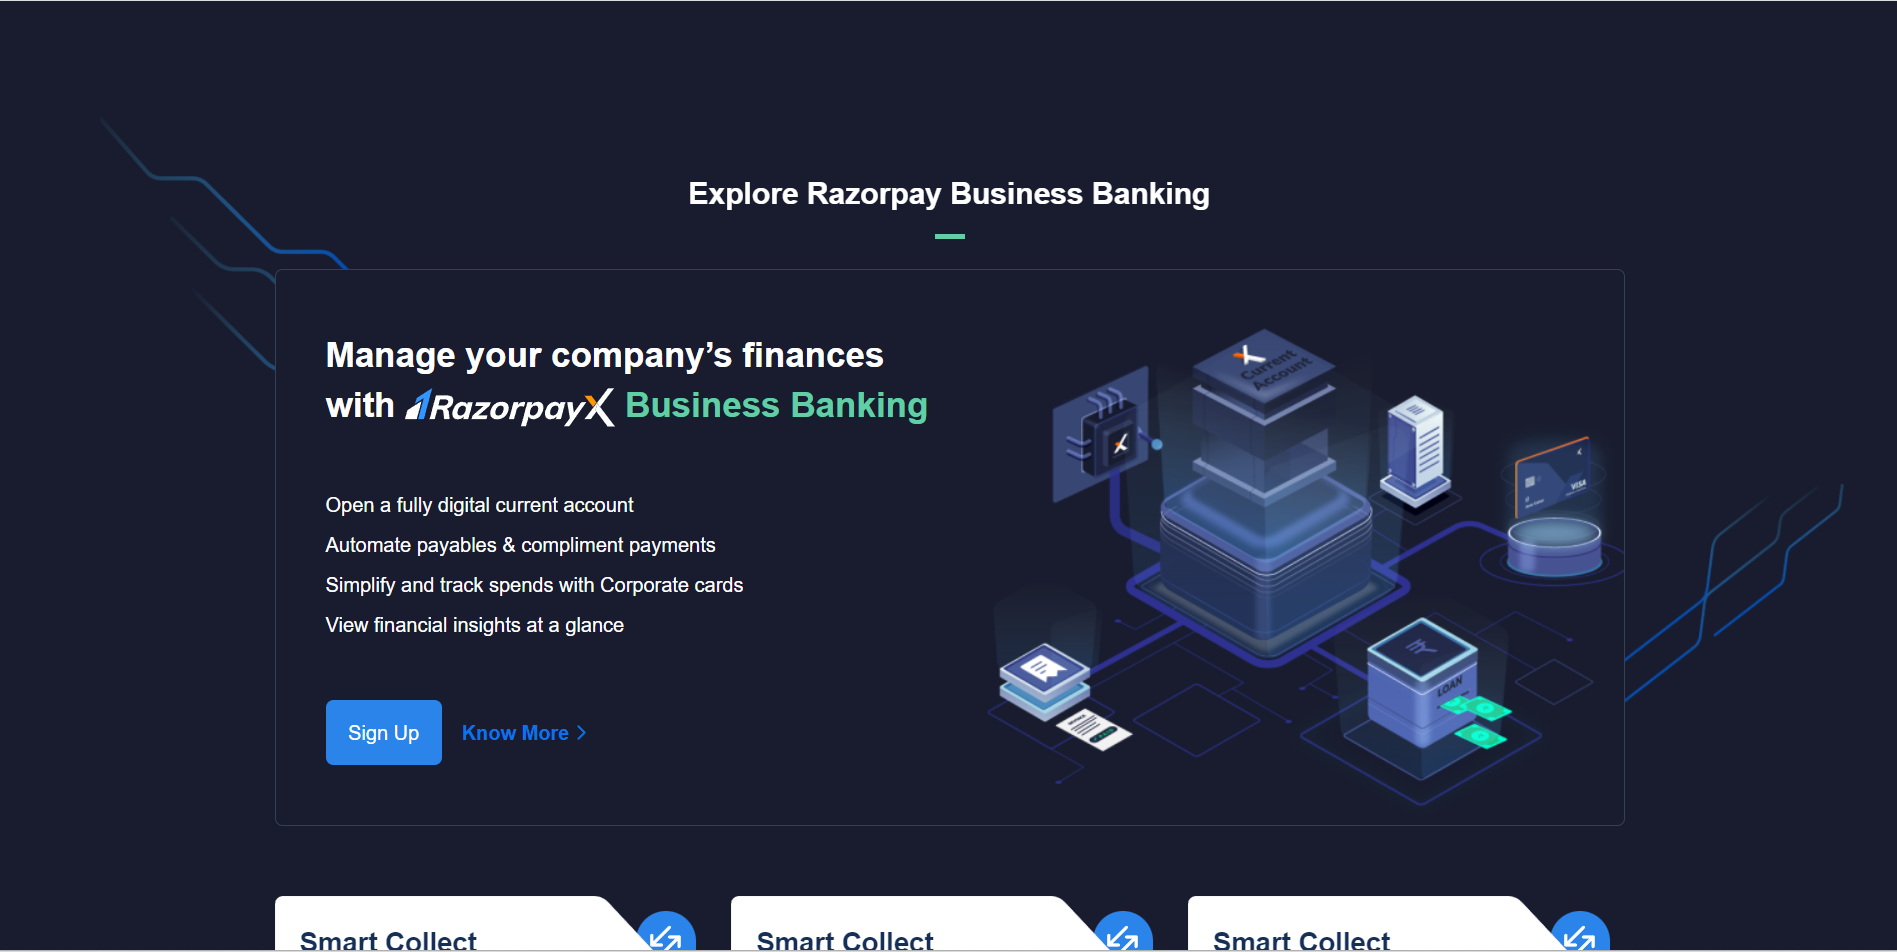 Explore Razorpay Business Banking
Manage your company’s finances
with RazorpayX Business Banking
Open a fully digital current account
Automate payables & compliment payments
Simplify and track spends with Corporate cards
View financial insights at a glance
Sign Up
Know More
Current
Account
VISA
LOAN
Smart Collect
Smart Collect
Smart Collect